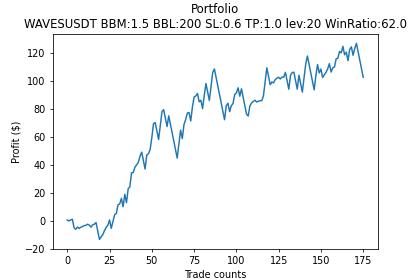 Portfolio
WAVESUSDT BBM:1.5 BBL:200 SL:0.6 TP:1.0 lev:20 WinRatio:62.0
Profit ($)
120
100
80
60
40
20
0
−20
0 25 50 75 100 125 150 175
Trade counts